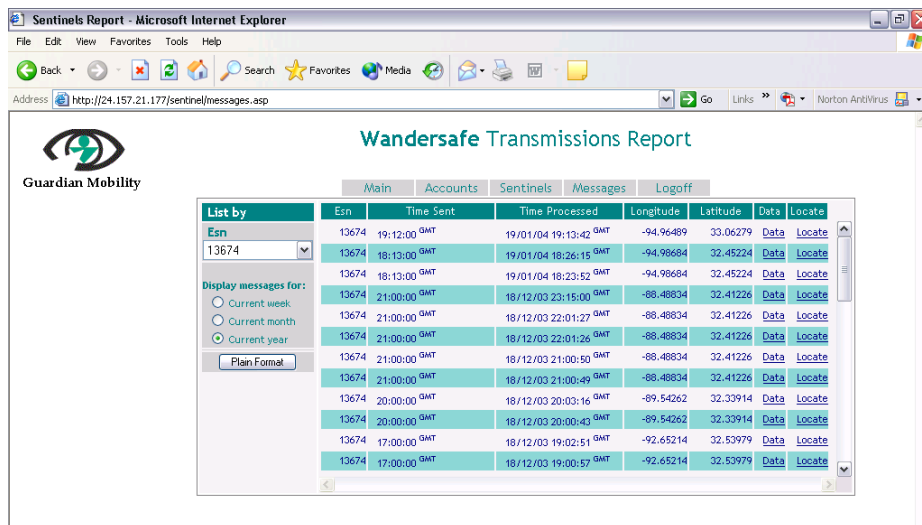 Sentinels Report - Microsoft Internet Explorer
File Edit View Favorites Tools Help
Back Search Favorites Media
Address http://24.157.21.177/sentinel/messages.asp Go Links Norton AntiVirus
Wandersafe Transmissions Report
Guardian Mobility
Main Accounts Sentinels Messages Logoff
List by
Esn
13674
Display messages for:
Current week
Current month
Current year
Plain Format
Esn Time Sent Time Processed Longitude Latitude Data Locate
13674 19:12:00 GMT 19/01/04 19:13:42 GMT -94.96489 33.06279 Data Locate
13674 18:13:00 GMT 19/01/04 18:26:15 GMT -94.98684 32.45224 Data Locate
13674 18:13:00 GMT 19/01/04 18:23:52 GMT -94.98684 32.45224 Data Locate
13674 21:00:00 GMT 18/12/03 23:15:00 GMT -88.48834 32.41226 Data Locate
13674 21:00:00 GMT 18/12/03 22:01:27 GMT -88.48834 32.41226 Data Locate
13674 21:00:00 GMT 18/12/03 22:01:26 GMT -88.48834 32.41226 Data Locate
13674 21:00:00 GMT 18/12/03 21:00:50 GMT -88.48834 32.41226 Data Locate
13674 21:00:00 GMT 18/12/03 21:00:49 GMT -88.48834 32.41226 Data Locate
13674 20:00:00 GMT 18/12/03 20:03:16 GMT -89.54262 32.33914 Data Locate
13674 20:00:00 GMT 18/12/03 20:00:43 GMT -89.54262 32.33914 Data Locate
13674 17:00:00 GMT 18/12/03 19:02:51 GMT -92.65214 32.53979 Data Locate
13674 17:00:00 GMT 18/12/03 19:00:57 GMT -92.65214 32.53979 Data Locate